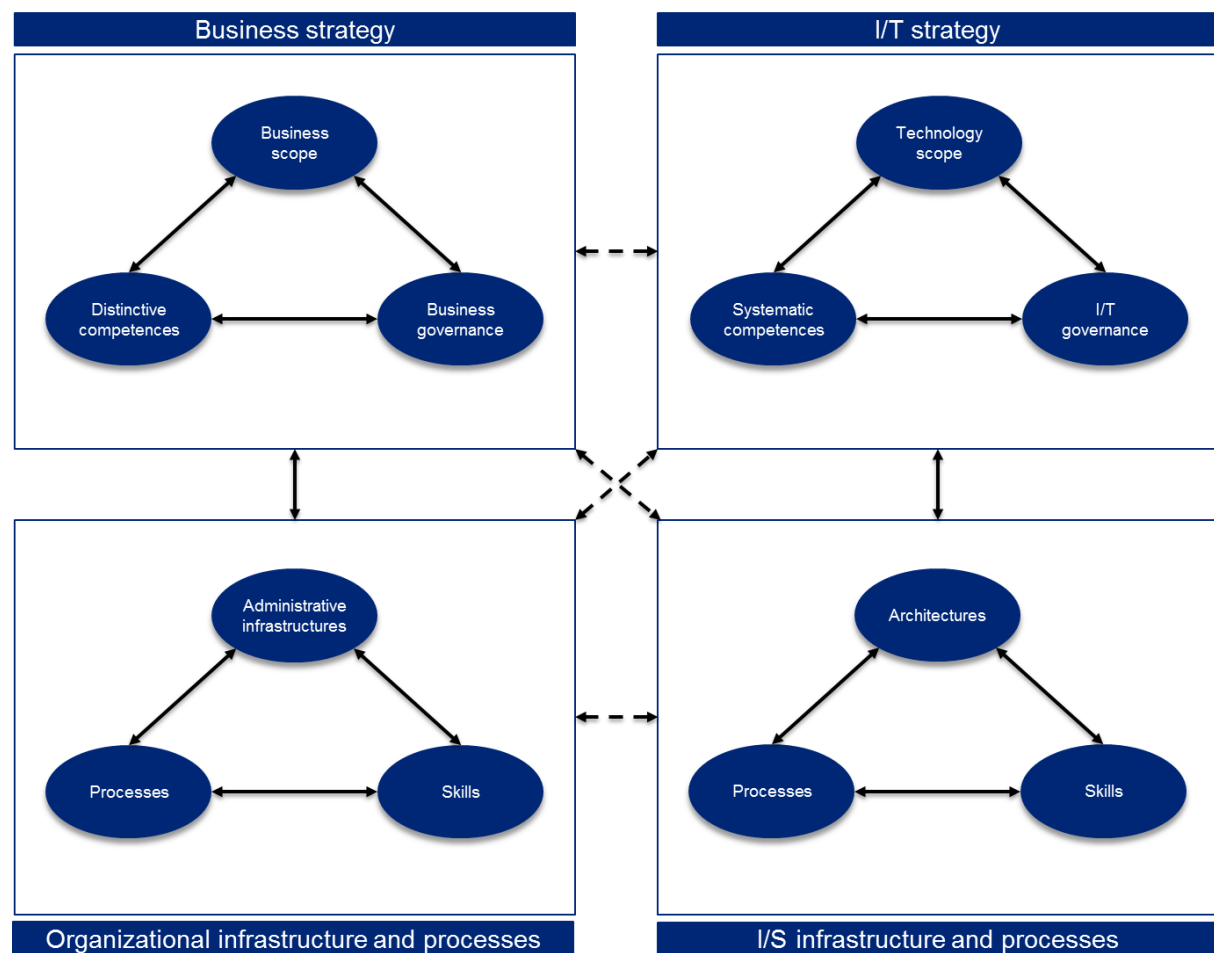 Business strategy
I/T strategy
Business
scope
Distinctive
competences
Business
governance
Technology
scope
Systematic
competences
I/T
governance
Administrative
infrastructures
Processes
Skills
Architectures
Processes
Skills
Organizational infrastructure and processes
I/S infrastructure and processes